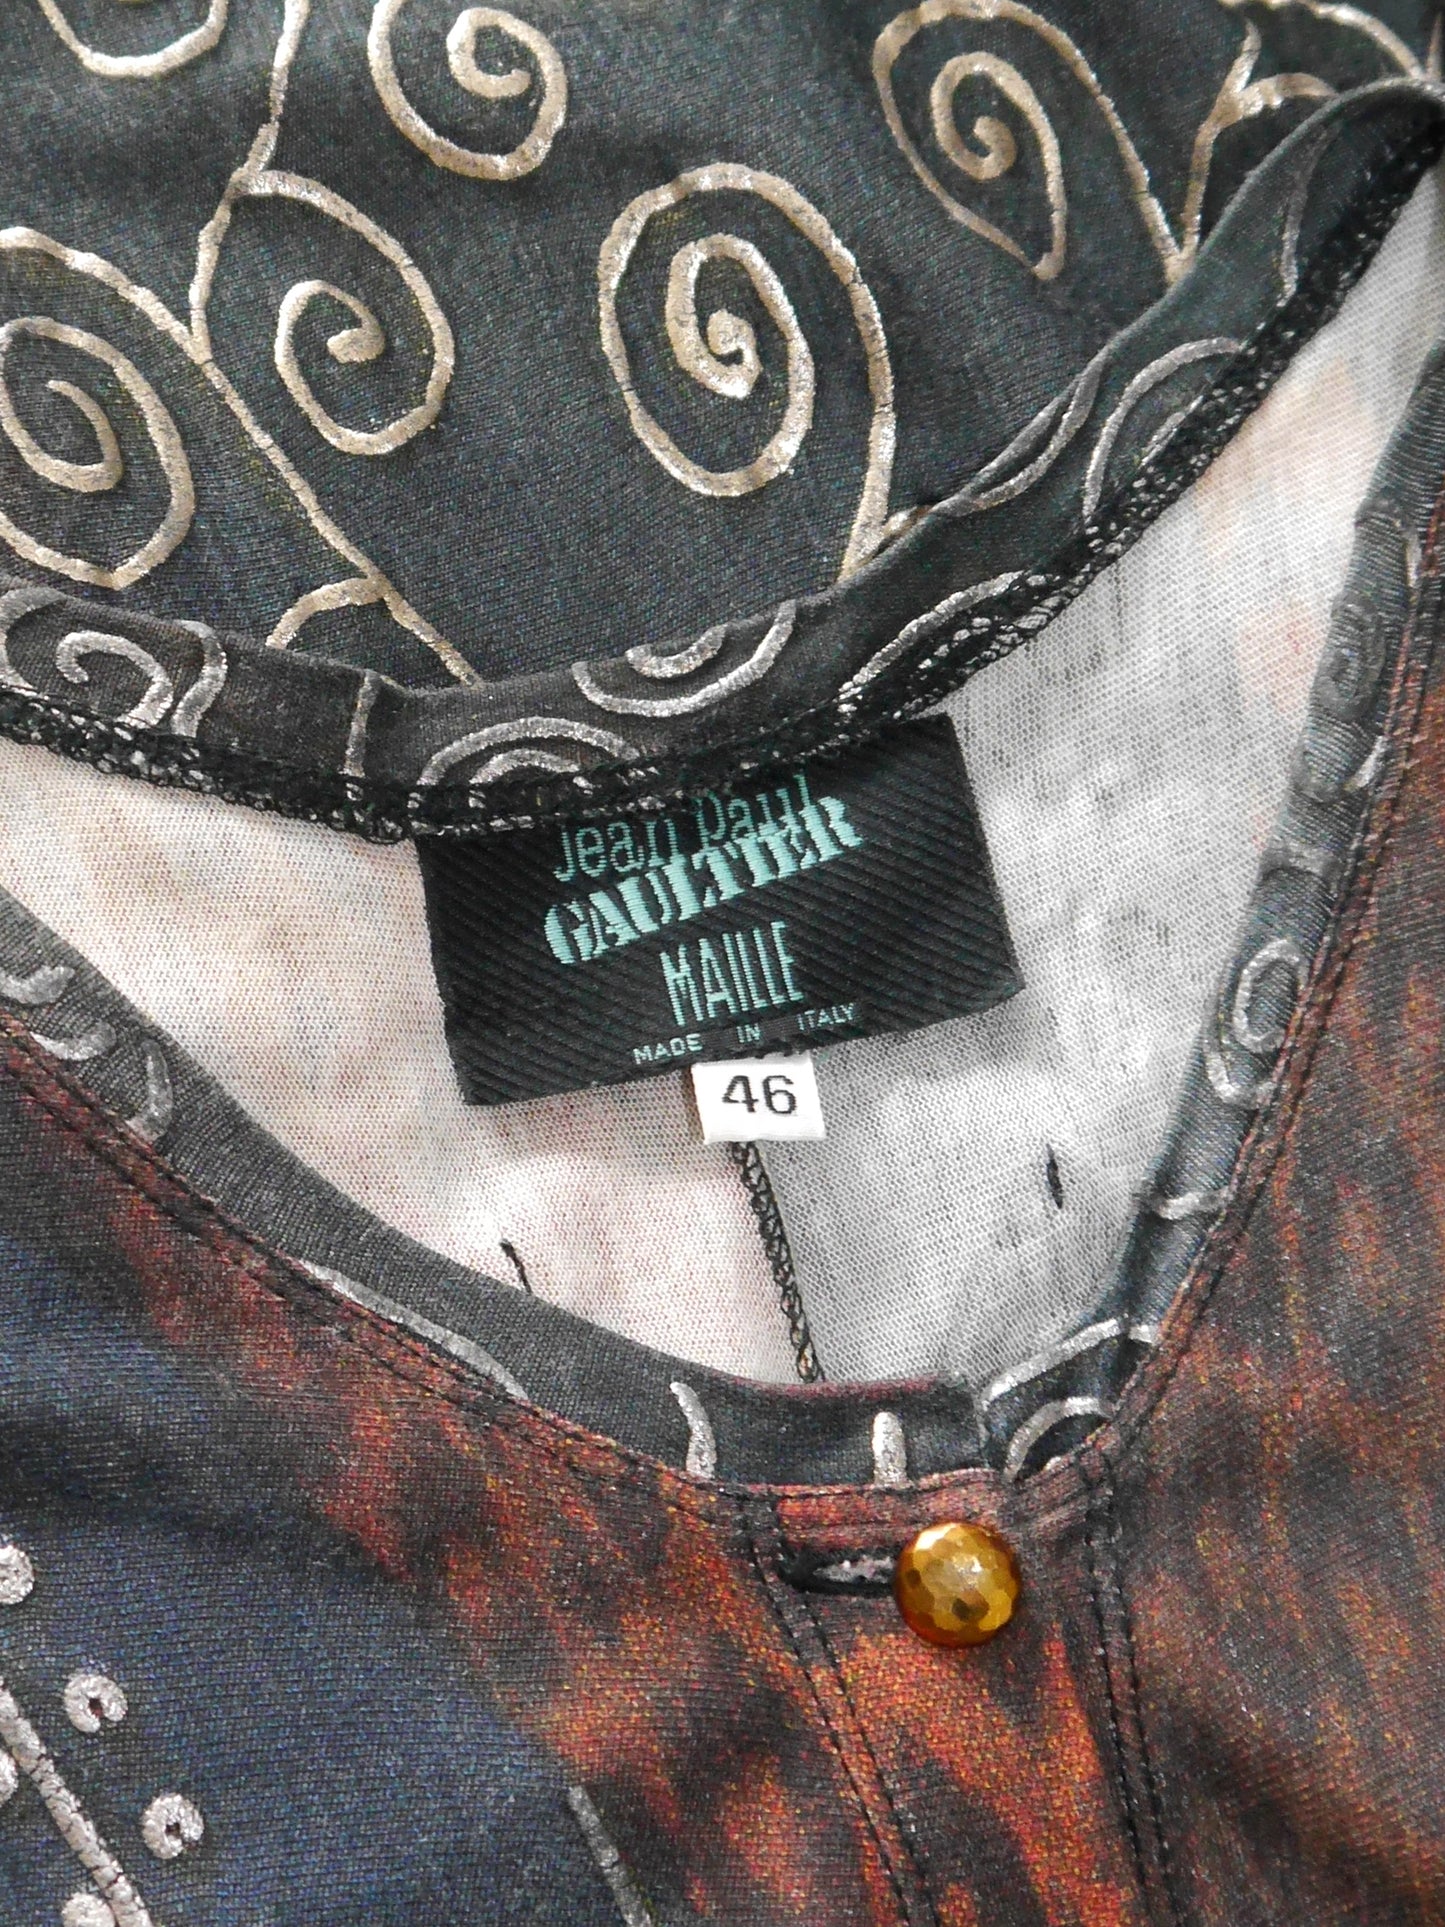 Jean Paul
GAULTIER
MAILLE
MADE IN ITALY
46